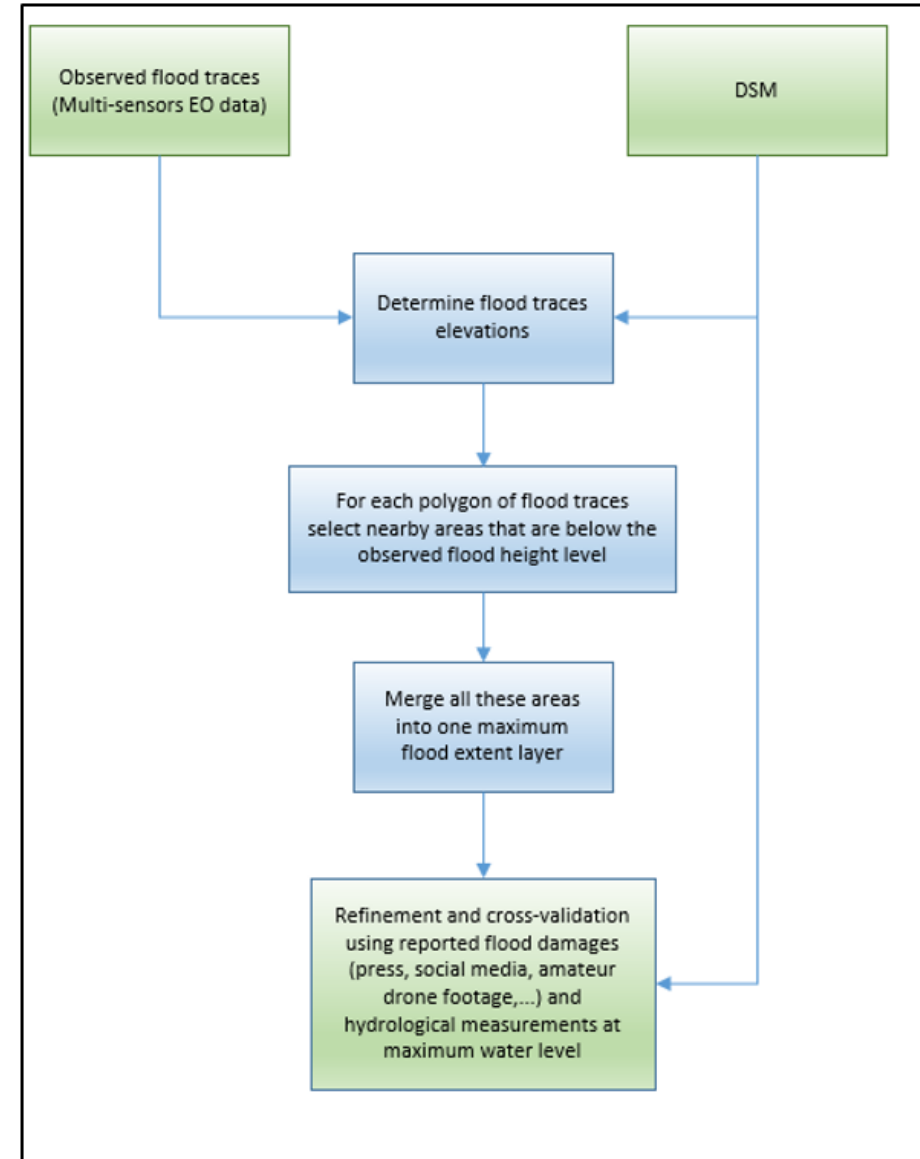 Observed flood traces
(Multi-sensors EO data)
DSM
Determine flood traces
elevations
For each polygon of flood traces
select nearby areas that are below the
observed flood height level
Merge all these areas
into one maximum
flood extent layer
Refinement and cross-validation
using reported flood damages
(press, social media, amateur
drone footage,...) and
hydrological measurements at
maximum water level